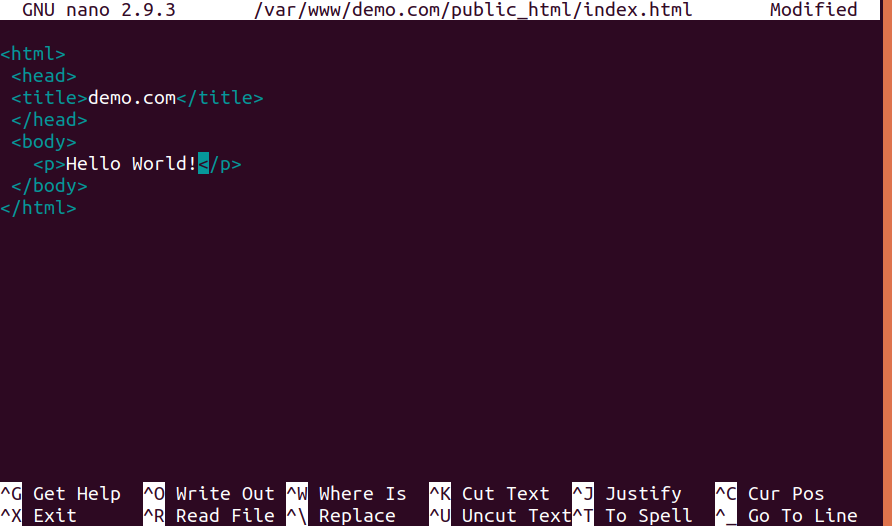 GNU nano 2.9.3 /var/www/demo.com/public_html/index.html Modified
<html>
<head>
<title>demo.com</title>
</head>
<body>
<p>Hello World!</p>
</body>
</html>
^G Get Help ^O Write Out ^W Where Is ^K Cut Text ^J Justify ^C Cur Pos
^X Exit ^R Read File ^\ Replace ^U Uncut Text ^T To Spell ^_ Go To Line